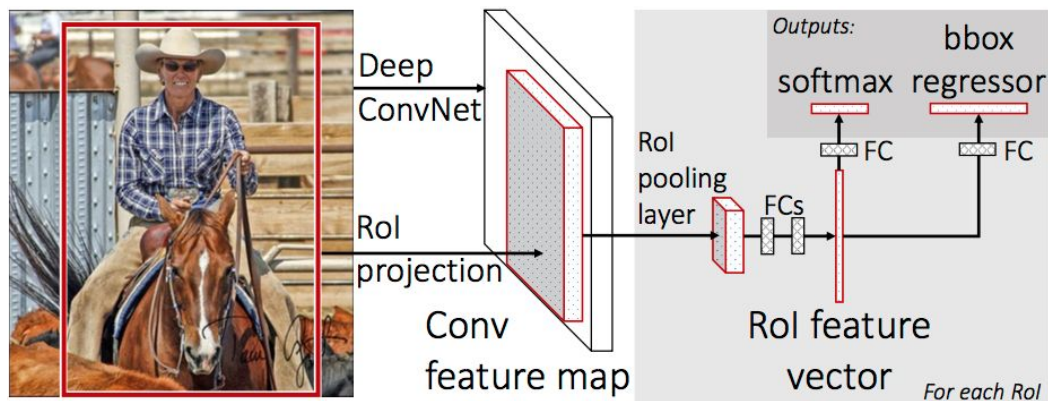 Deep
ConvNet
RoI
projection
Conv
feature map
RoI
pooling
layer
FCs
RoI feature
vector
Outputs:
softmax
bbox
regressor
FC
FC
For each RoI